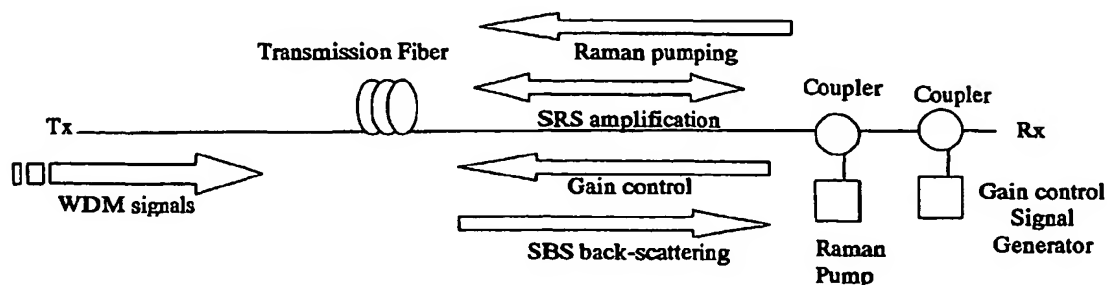 Transmission Fiber
Raman pumping
Coupler
Coupler
Tx
SRS amplification
Rx
WDM signals
Gain control
SBS back-scattering
Raman
Pump
Gain control
Signal
Generator